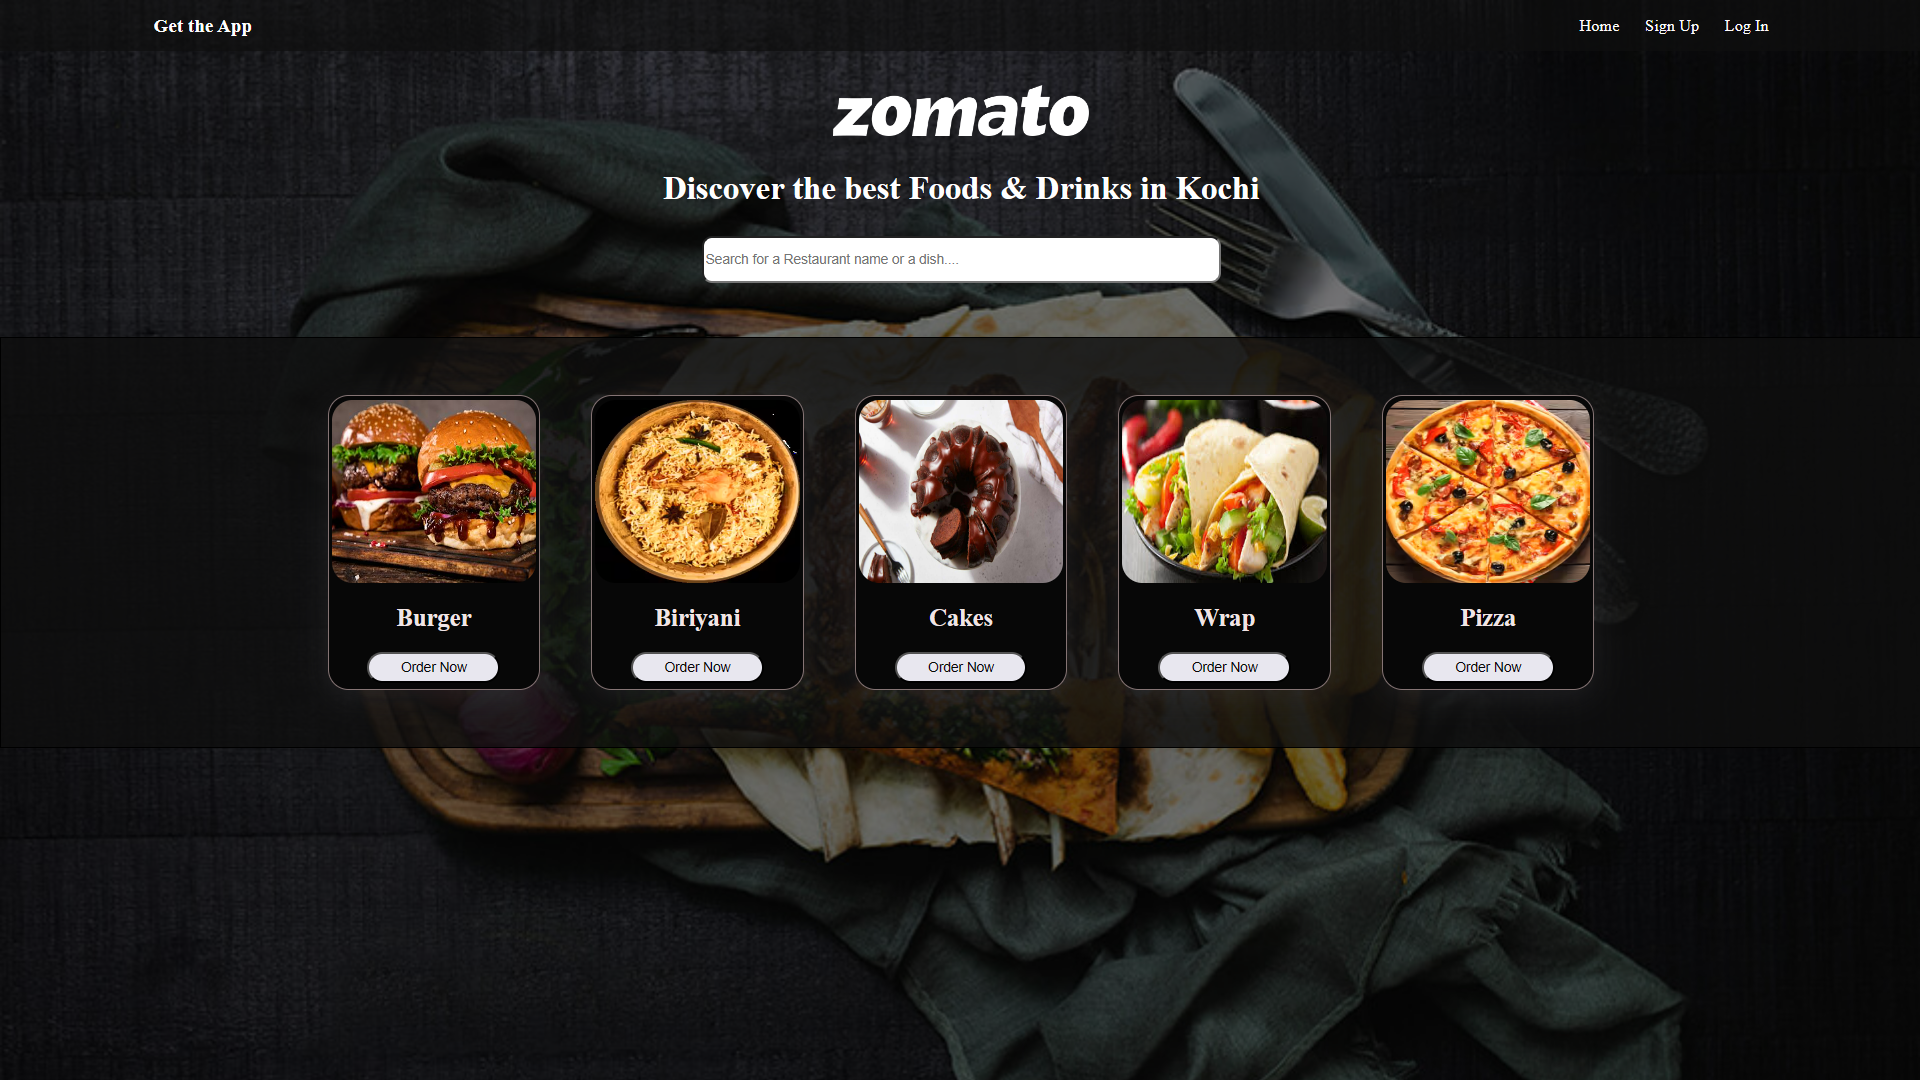 Get the App
Home
Sign Up
Log In
zomato
Discover the best Foods & Drinks in Kochi
Search for a Restaurant name or a dish....
Burger
Order Now
Biriyani
Order Now
Cakes
Order Now
Wrap
Order Now
Pizza
Order Now